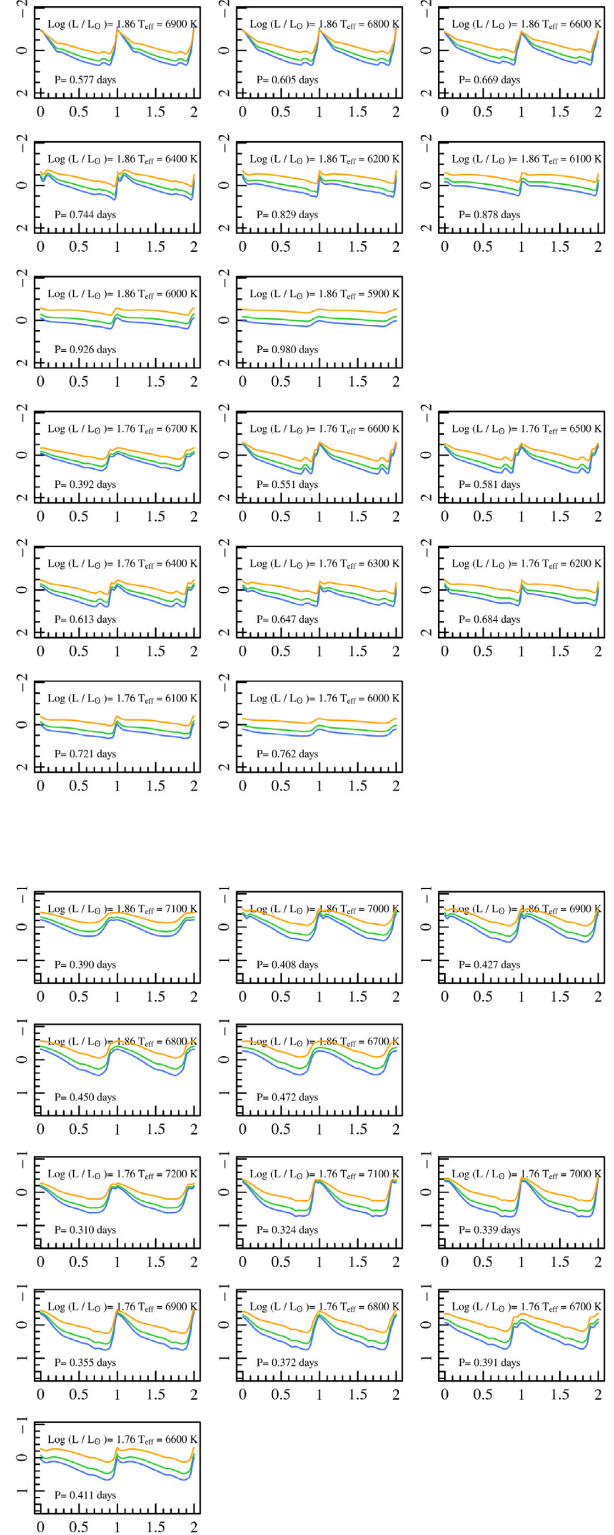 −2 0 2
Log (L / L⊙ )= 1.86 Teff = 6900 K
P= 0.577 days
0 0.5 1 1.5 2
−2 0 2
Log (L / L⊙ )= 1.86 Teff = 6800 K
P= 0.605 days
0 0.5 1 1.5 2
−2 0 2
Log (L / L⊙ )= 1.86 Teff = 6600 K
P= 0.669 days
0 0.5 1 1.5 2
−2 0 2
Log (L / L⊙ )= 1.86 Teff = 6400 K
P= 0.744 days
0 0.5 1 1.5 2
−2 0 2
Log (L / L⊙ )= 1.86 Teff = 6200 K
P= 0.829 days
0 0.5 1 1.5 2
−2 0 2
Log (L / L⊙ )= 1.86 Teff = 6100 K
P= 0.878 days
0 0.5 1 1.5 2
−2 0 2
Log (L / L⊙ )= 1.86 Teff = 6000 K
P= 0.926 days
0 0.5 1 1.5 2
−2 0 2
Log (L / L⊙ )= 1.86 Teff = 5900 K
P= 0.980 days
0 0.5 1 1.5 2
−2 0 2
Log (L / L⊙ )= 1.76 Teff = 6700 K
P= 0.392 days
0 0.5 1 1.5 2
−2 0 2
Log (L / L⊙ )= 1.76 Teff = 6600 K
P= 0.551 days
0 0.5 1 1.5 2
−2 0 2
Log (L / L⊙ )= 1.76 Teff = 6500 K
P= 0.581 days
0 0.5 1 1.5 2
−2 0 2
Log (L / L⊙ )= 1.76 Teff = 6400 K
P= 0.613 days
0 0.5 1 1.5 2
−2 0 2
Log (L / L⊙ )= 1.76 Teff = 6300 K
P= 0.647 days
0 0.5 1 1.5 2
−2 0 2
Log (L / L⊙ )= 1.76 Teff = 6200 K
P= 0.684 days
0 0.5 1 1.5 2
−2 0 2
Log (L / L⊙ )= 1.76 Teff = 6100 K
P= 0.721 days
0 0.5 1 1.5 2
−2 0 2
Log (L / L⊙ )= 1.76 Teff = 6000 K
P= 0.762 days
0 0.5 1 1.5 2
−1 0 1
Log (L / L⊙ )= 1.86 Teff = 7100 K
P= 0.390 days
0 0.5 1 1.5 2
−1 0 1
Log (L / L⊙ )= 1.86 Teff = 7000 K
P= 0.408 days
0 0.5 1 1.5 2
−1 0 1
Log (L / L⊙ )= 1.86 Teff = 6900 K
P= 0.427 days
0 0.5 1 1.5 2
−1 0 1
Log (L / L⊙ )= 1.86 Teff = 6800 K
P= 0.450 days
0 0.5 1 1.5 2
−1 0 1
Log (L / L⊙ )= 1.86 Teff = 6700 K
P= 0.472 days
0 0.5 1 1.5 2
−1 0 1
Log (L / L⊙ )= 1.76 Teff = 7200 K
P= 0.310 days
0 0.5 1 1.5 2
−1 0 1
Log (L / L⊙ )= 1.76 Teff = 7100 K
P= 0.324 days
0 0.5 1 1.5 2
−1 0 1
Log (L / L⊙ )= 1.76 Teff = 7000 K
P= 0.339 days
0 0.5 1 1.5 2
−1 0 1
Log (L / L⊙ )= 1.76 Teff = 6900 K
P= 0.355 days
0 0.5 1 1.5 2
−1 0 1
Log (L / L⊙ )= 1.76 Teff = 6800 K
P= 0.372 days
0 0.5 1 1.5 2
−1 0 1
Log (L / L⊙ )= 1.76 Teff = 6700 K
P= 0.391 days
0 0.5 1 1.5 2
−1 0 1
Log (L / L⊙ )= 1.76 Teff = 6600 K
P= 0.411 days
0 0.5 1 1.5 2